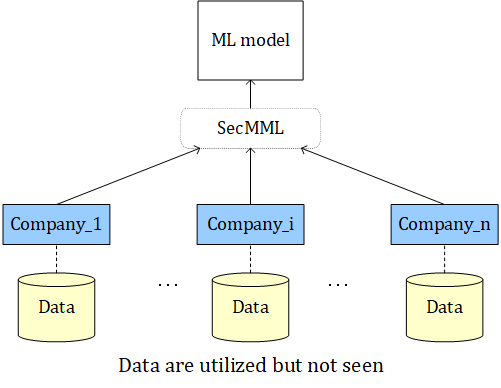 ML model
SecMML
Company_1
Company_i
Company_n
Data
...
Data
...
Data
Data are utilized but not seen